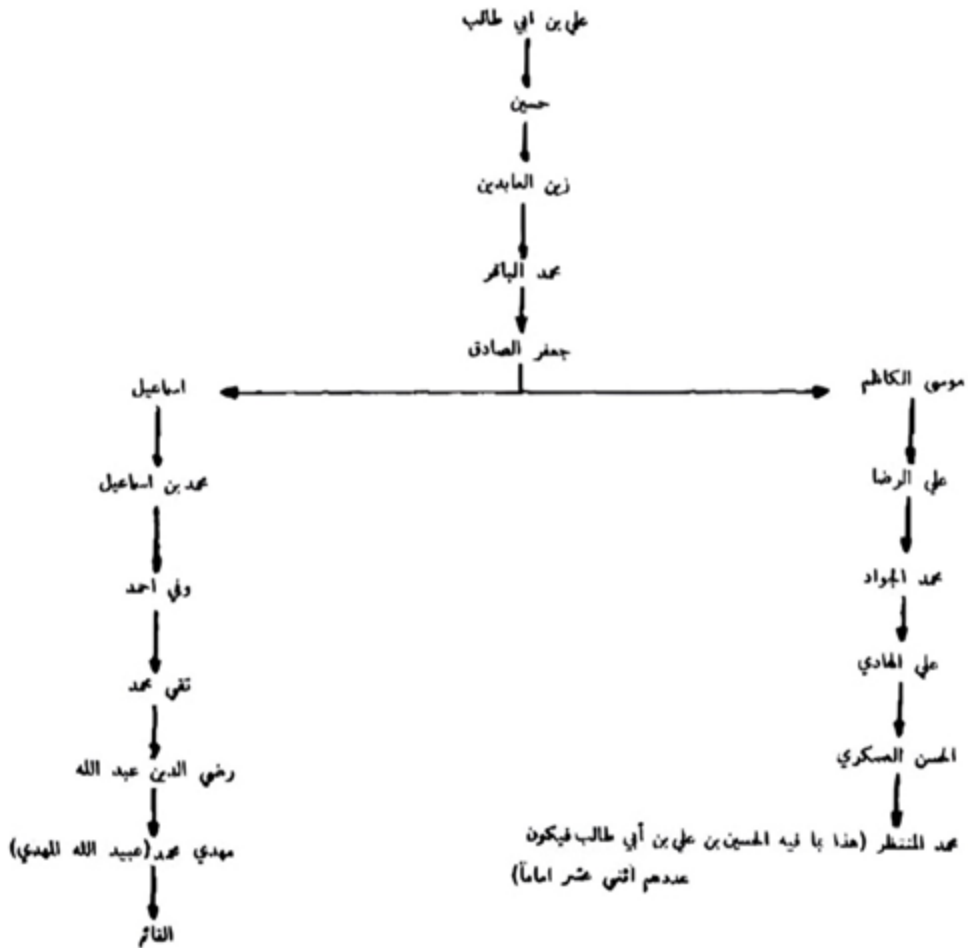 علي بن ابي طالب
حسين
زين العابدين
محمد الباقر
جعفر الصادق
موسى الكاظم
علي الرضا
محمد الجواد
علي الهادي
الحسن العسكري
محمد المنتظر (هذا بما فيه الحسين بن علي بن أبي طالب فيكون
عددهم اثني عشر اماماً)
اسماعيل
محمد بن اسماعيل
وفي احمد
تقي محمد
رضي الدين عبد الله
مهدي محمد (عبيد الله المهدي)
القائم